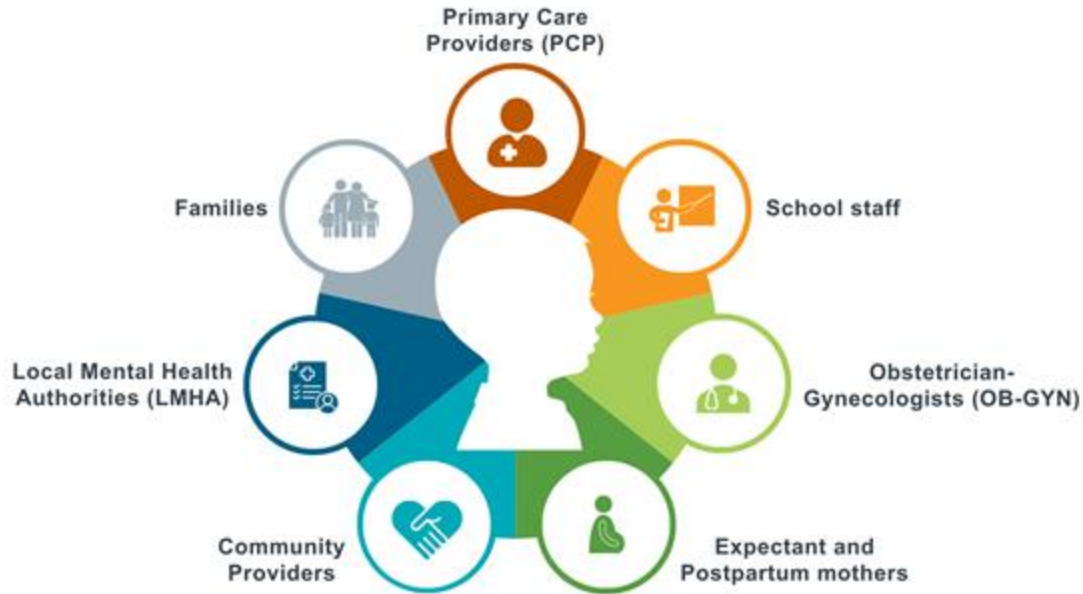 Primary Care
Providers (PCP)
Families
School staff
Local Mental Health
Authorities (LMHA)
Obstetrician-
Gynecologists (OB-GYN)
Community
Providers
Expectant and
Postpartum mothers